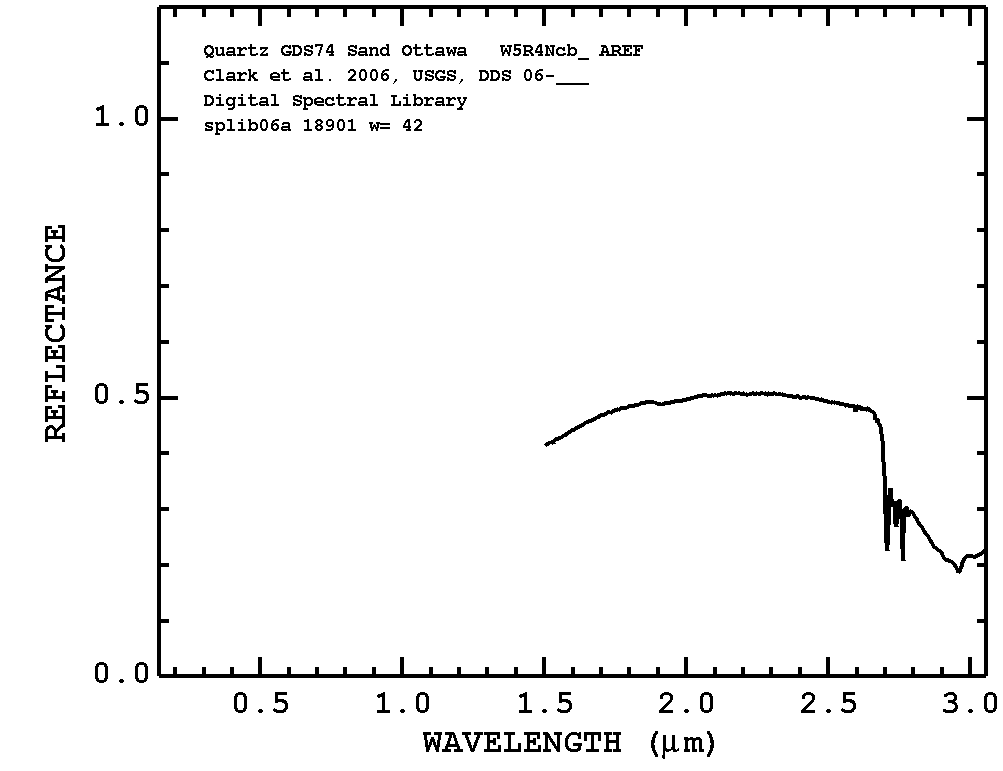 Quartz GDS74 Sand Ottawa W5R4Ncb_ AREF
Clark et al. 2006, USGS, DDS 06-___
Digital Spectral Library
splib06a 18901 w= 42
1.0
0.5
0.0
REFLECTANCE
0.5 1.0 1.5 2.0 2.5 3.0
WAVELENGTH (μm)